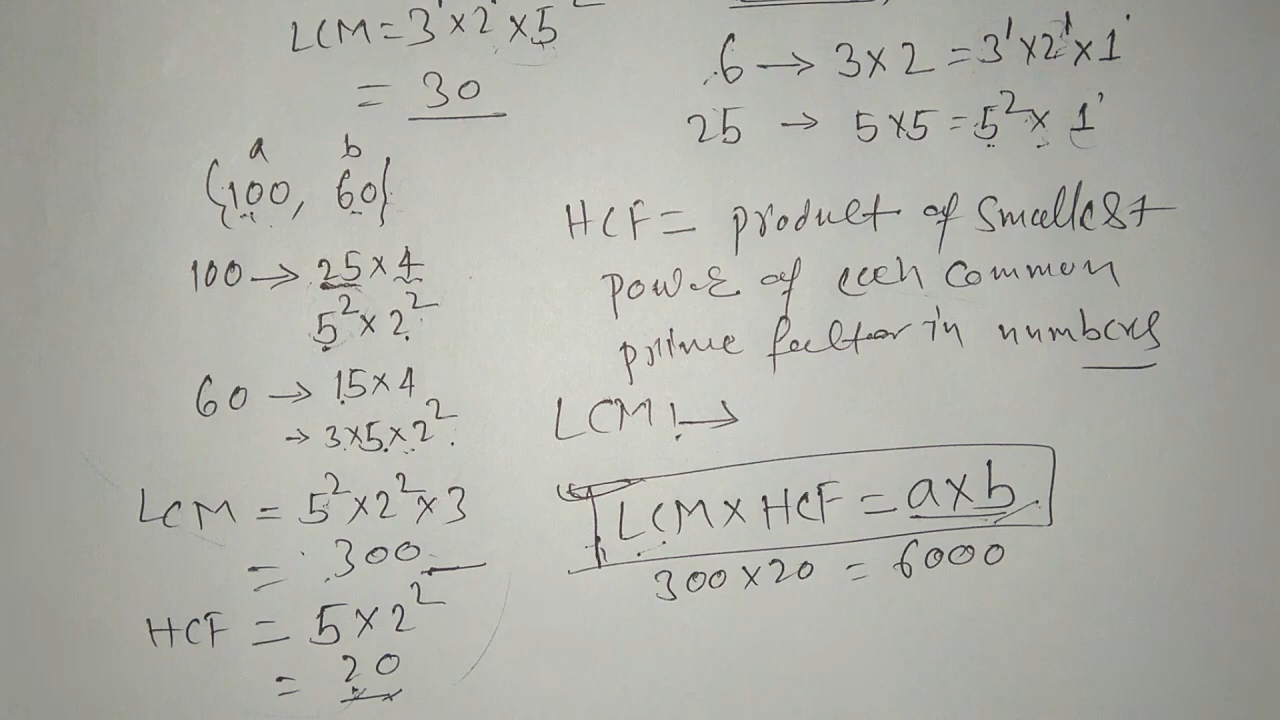 LCM = 3¹ × 2¹ × 5²
= 30
a b
{100, 60}
100 → 25 × 4
5² × 2²
60 → 15 × 4
→ 3×5×2²
LCM = 5² × 2² × 3
= 300
HCF = 5 × 2²
= 20
6 → 3 × 2 = 3¹ × 2¹ × 1¹
25 → 5 × 5 = 5² × 1¹
HCF = product of smallest
power of each common
prime factor in numbers
LCM →
LCM × HCF = a × b
300 × 20 = 6000